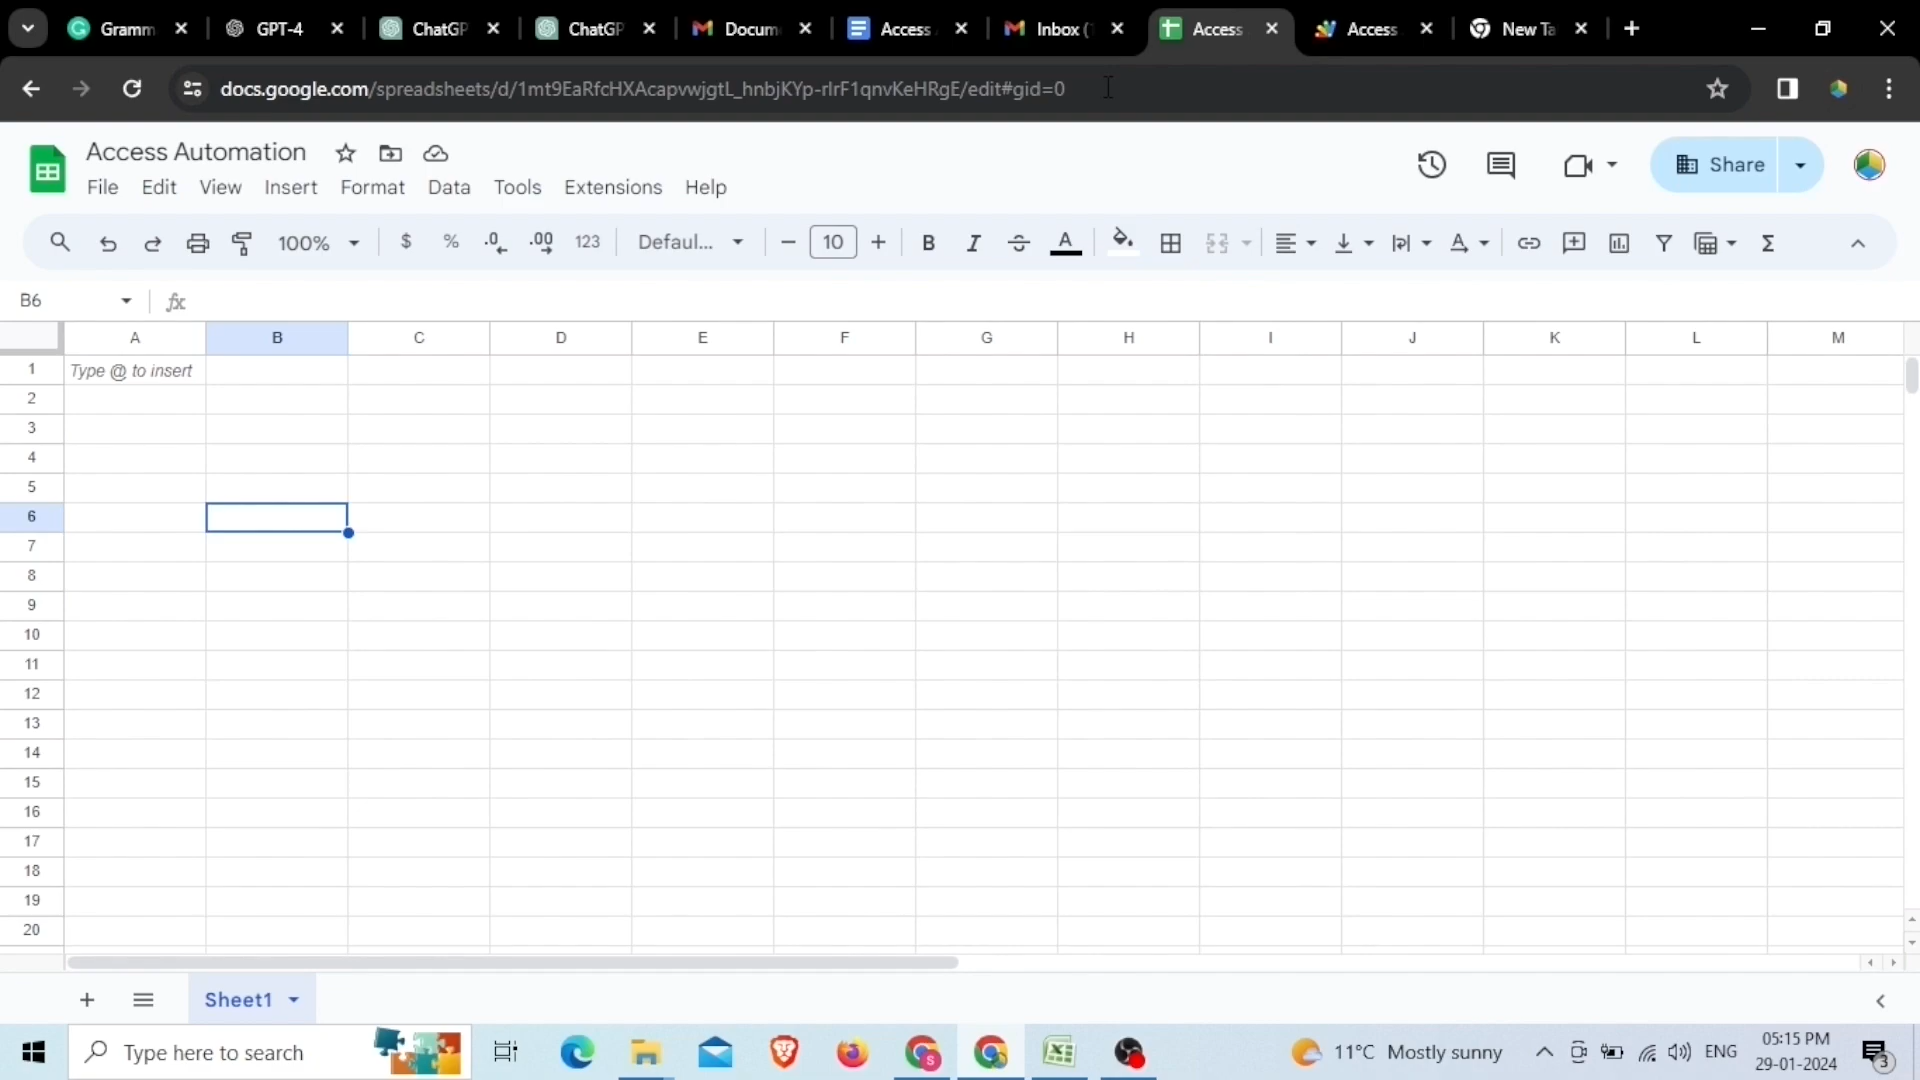 Gramm GPT-4 ChatGP ChatGP Docum Access Inbox ( Access Access New Ta
docs.google.com/spreadsheets/d/1mt9EaRfcHXAcapvwjgtL_hnbjKYp-rIrF1qnvKeHRgE/edit#gid=0
Access Automation
File Edit View Insert Format Data Tools Extensions Help
Share
100% $ % .0 .00 123 Defaul... 10 B I A
B6 fx
A B C D E F G H I J K L M
1 Type @ to insert
2
3
4
5
6
7
8
9
10
11
12
13
14
15
16
17
18
19
20
Sheet1
Type here to search
11°C Mostly sunny
ENG
05:15 PM
29-01-2024
3